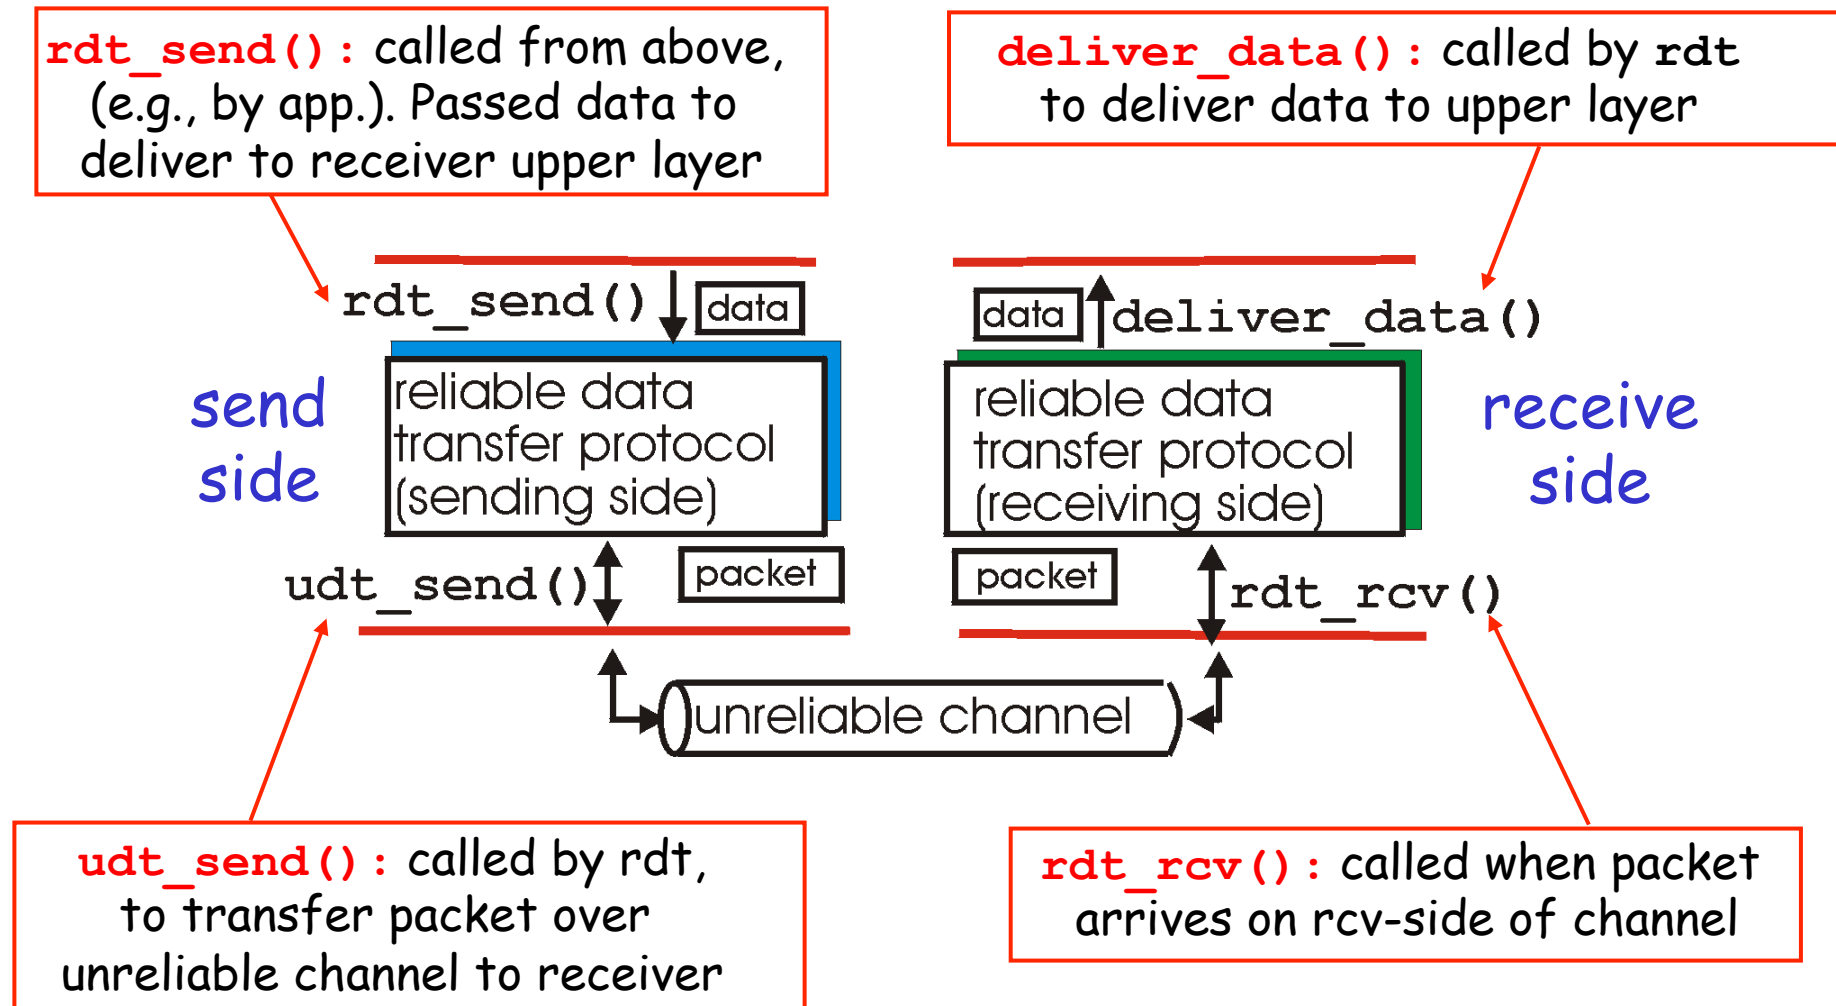 rdt_send(): called from above,
(e.g., by app.). Passed data to
deliver to receiver upper layer
deliver_data(): called by rdt
to deliver data to upper layer
rdt_send()
data
data
deliver_data()
send
side
reliable data
transfer protocol
(sending side)
reliable data
transfer protocol
(receiving side)
receive
side
udt_send()
packet
packet
rdt_rcv()
unreliable channel
udt_send(): called by rdt,
to transfer packet over
unreliable channel to receiver
rdt_rcv(): called when packet
arrives on rcv-side of channel